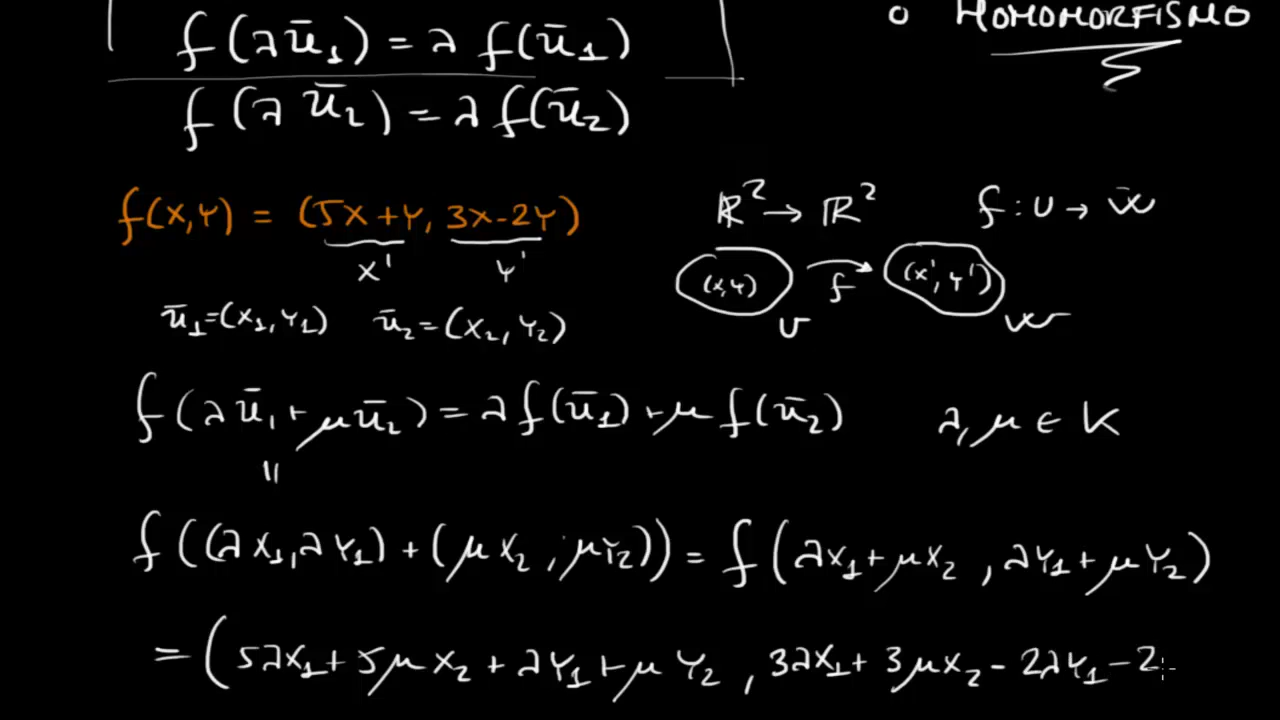 f(λū₁) = λ f(ū₁)
o HOMOMORFISMO
f(λ ū₂) = λ f(ū₂)
f(x,y) = (5x+y, 3x-2y)
x' y'
ℝ² → ℝ² f : U → W̄
(x,y) f (x', y')
U W
ū₁=(x₁,y₁) ū₂=(x₂,y₂)
f(λū₁+μū₂) = λf(ū₁)+μf(ū₂) λ, μ ∈ K
||
f((λx₁,λy₁)+(μx₂,μy₂)) = f(λx₁+μx₂, λy₁+μy₂)
= (5λx₁+5μx₂+λy₁+μy₂, 3λx₁+3μx₂-2λy₁-2